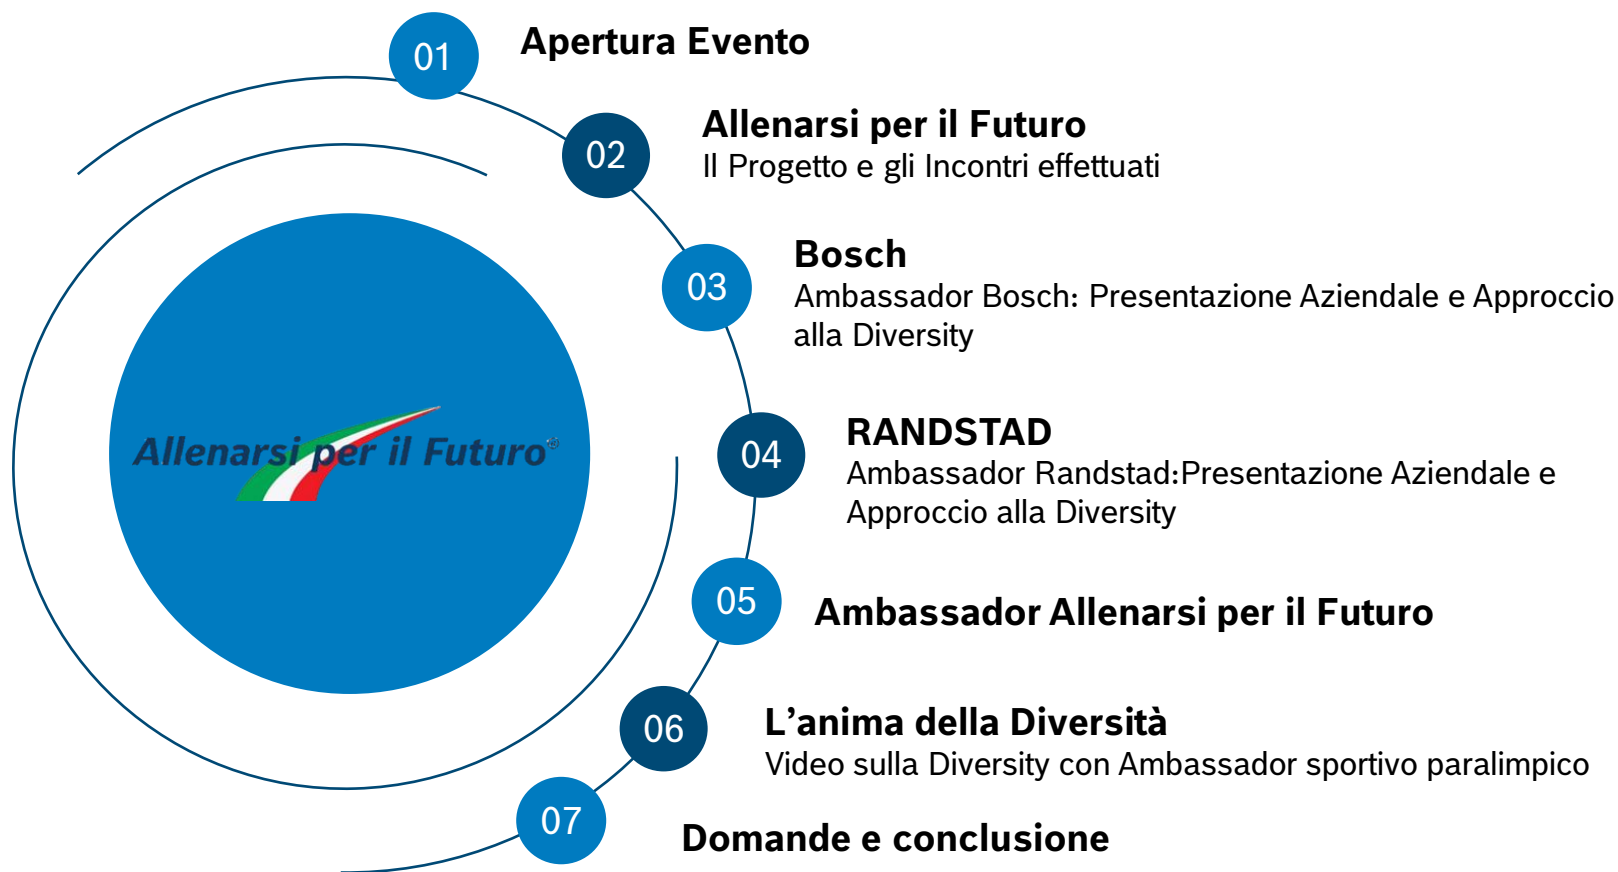 01
Apertura Evento
02
Allenarsi per il Futuro
Il Progetto e gli Incontri effettuati
03
Bosch
Ambassador Bosch: Presentazione Aziendale e Approccio
alla Diversity
Allenarsi per il Futuro®
04
RANDSTAD
Ambassador Randstad:Presentazione Aziendale e
Approccio alla Diversity
05
Ambassador Allenarsi per il Futuro
06
L’anima della Diversità
Video sulla Diversity con Ambassador sportivo paralimpico
07
Domande e conclusione